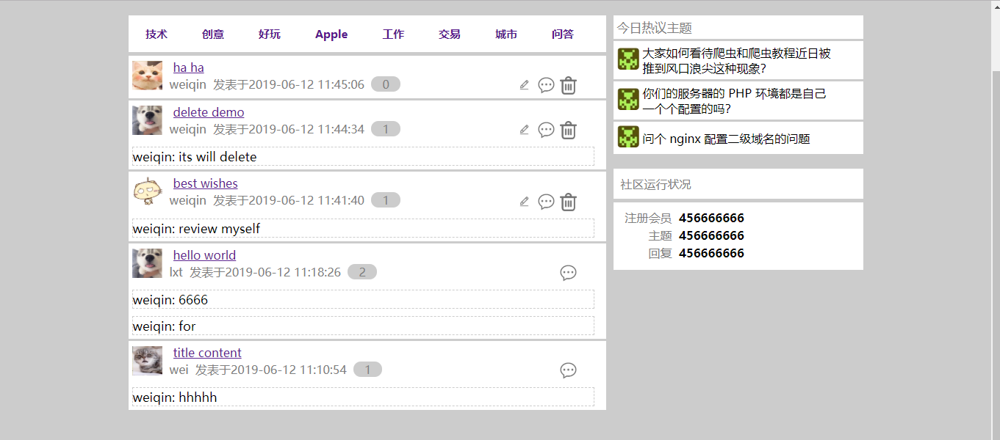 技术 创意 好玩 Apple 工作 交易 城市 问答
ha ha
weiqin 发表于2019-06-12 11:45:06 0
delete demo
weiqin 发表于2019-06-12 11:44:34 1
weiqin: its will delete
best wishes
weiqin 发表于2019-06-12 11:41:40 1
weiqin: review myself
hello world
lxt 发表于2019-06-12 11:18:26 2
weiqin: 6666
weiqin: for
title content
wei 发表于2019-06-12 11:10:54 1
weiqin: hhhhh
今日热议主题
大家如何看待爬虫和爬虫教程近日被
推到风口浪尖这种现象?
你们的服务器的 PHP 环境都是自己
一个个配置的吗?
问个 nginx 配置二级域名的问题
社区运行状况
注册会员 456666666
主题 456666666
回复 456666666